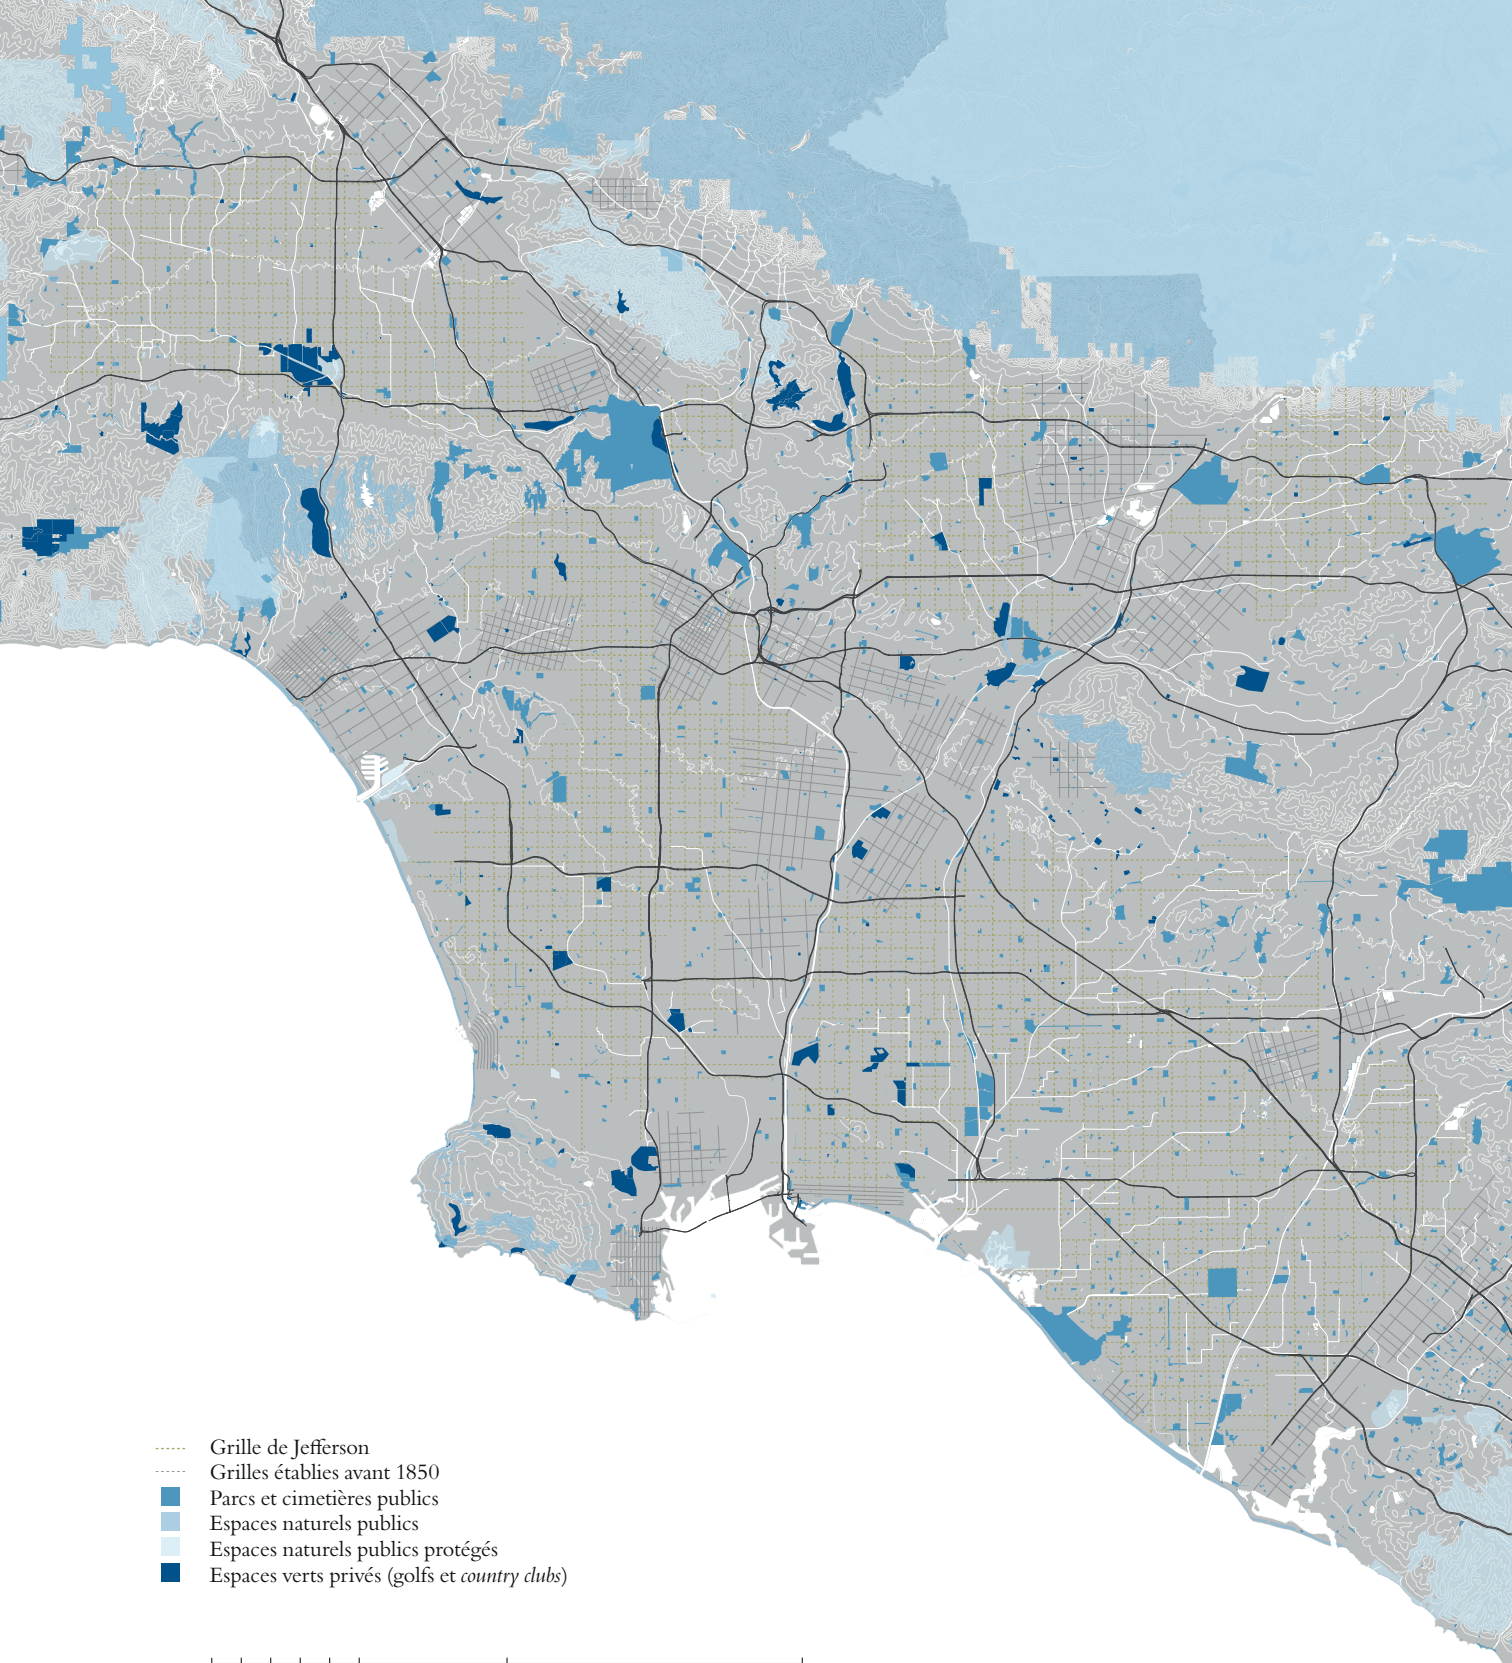 Grille de Jefferson
Grilles établies avant 1850
Parcs et cimetières publics
Espaces naturels publics
Espaces naturels publics protégés
Espaces verts privés (golfs et country clubs)